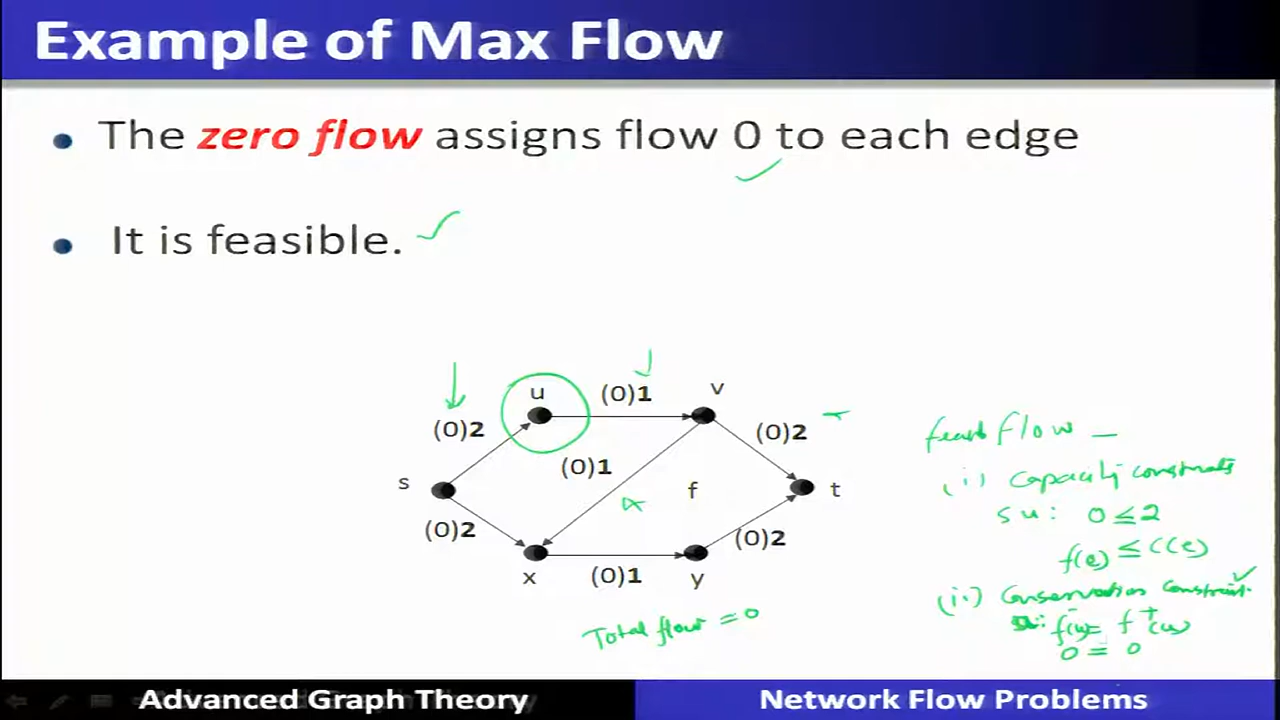 Example of Max Flow
The zero flow assigns flow 0 to each edge
It is feasible.
u
(0)1
v
(0)2
(0)2
(0)1
s
f
t
(0)2
(0)2
x
(0)1
y
Total flow = 0
flow
(i) Capacity
su: 0 ≤ 2
f(e) ≤ c(e)
(ii) Conservation constraint
f⁻(u) = f⁺(u)
0 = 0
Advanced Graph Theory
Network Flow Problems